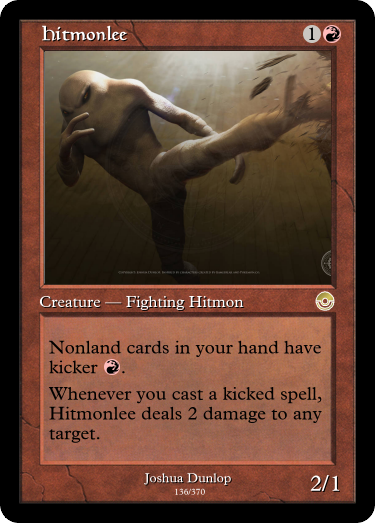 Hitmonlee 1
Creature — Fighting Hitmon
Nonland cards in your hand have
kicker .
Whenever you cast a kicked spell,
Hitmonlee deals 2 damage to any
target.
Joshua Dunlop
136/370
2/1